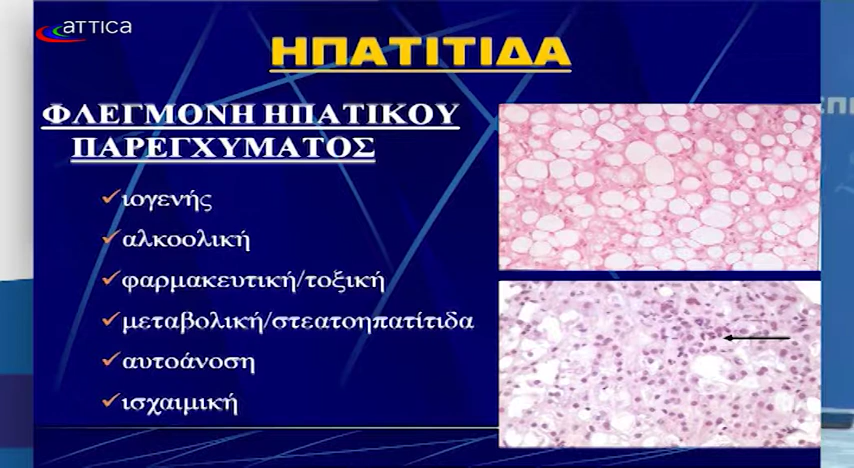 ATTICA
ΗΠΑΤΙΤΙΔΑ
ΦΛΕΓΜΟΝΗ ΗΠΑΤΙΚΟΥ
ΠΑΡΕΓΧΥΜΑΤΟΣ
ιογενής
αλκοολική
φαρμακευτική/τοξική
μεταβολική/στεατοηπατίτιδα
αυτοάνοση
ισχαιμική